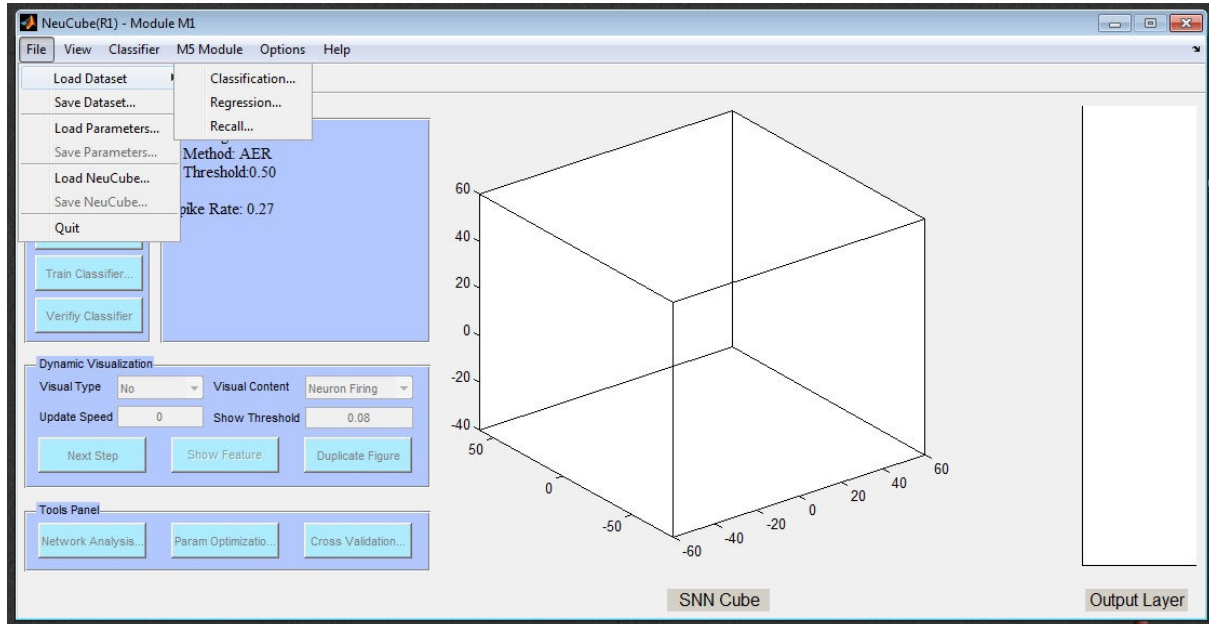 NeuCube(R1) - Module M1
File View Classifier M5 Module Options Help
Load Dataset
Save Dataset...
Load Parameters...
Save Parameters...
Load NeuCube...
Save NeuCube...
Quit
Classification...
Regression...
Recall...
Method: AER
Threshold:0.50
Rate: 0.27
Train Classifier...
Verifiy Classifier
Dynamic Visualization
Visual Type No Visual Content Neuron Firing
Update Speed 0 Show Threshold 0.08
Next Step Show Feature Duplicate Figure
Tools Panel
Network Analysis... Param Optimizatio... Cross Validation...
60
40
20
0
-20
-40
50
0
-50
-60
-40
-20
0
20
40
60
SNN Cube
Output Layer